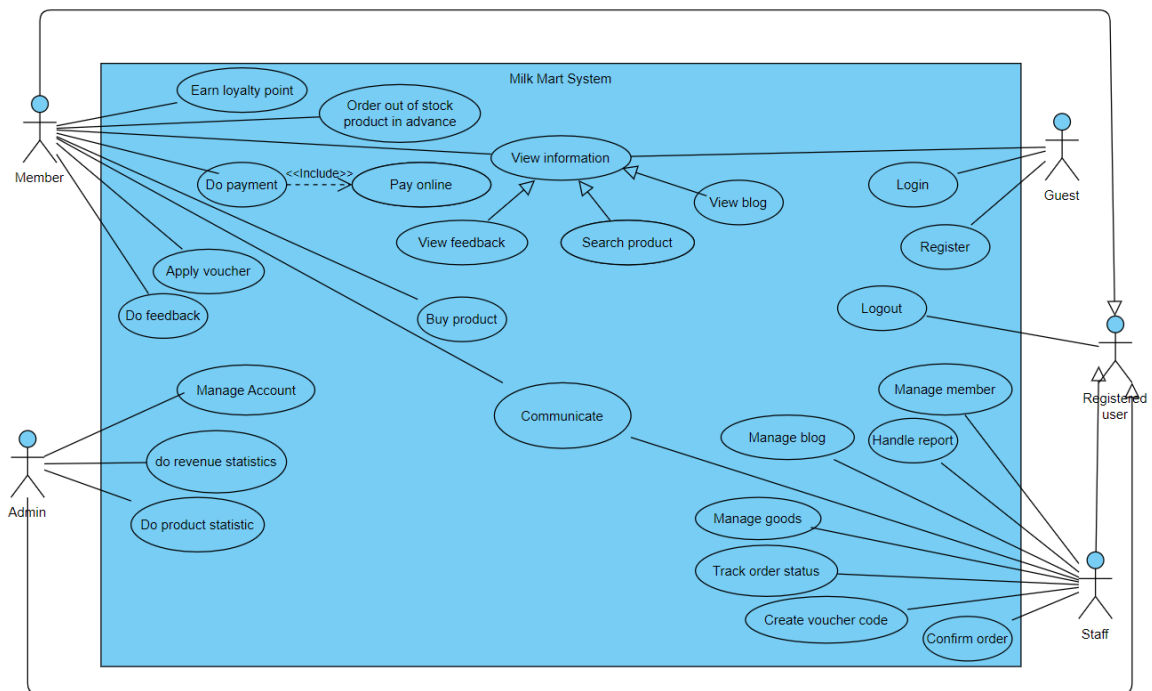 Milk Mart System
Earn loyalty point
Order out of stock
product in advance
Member
View information
Guest
<<Include>>
Do payment
Pay online
Login
View blog
View feedback
Search product
Register
Apply voucher
Do feedback
Buy product
Logout
Manage Account
Manage member
Registered
user
Communicate
Manage blog
Handle report
do revenue statistics
Admin
Do product statistic
Manage goods
Track order status
Create voucher code
Confirm order
Staff